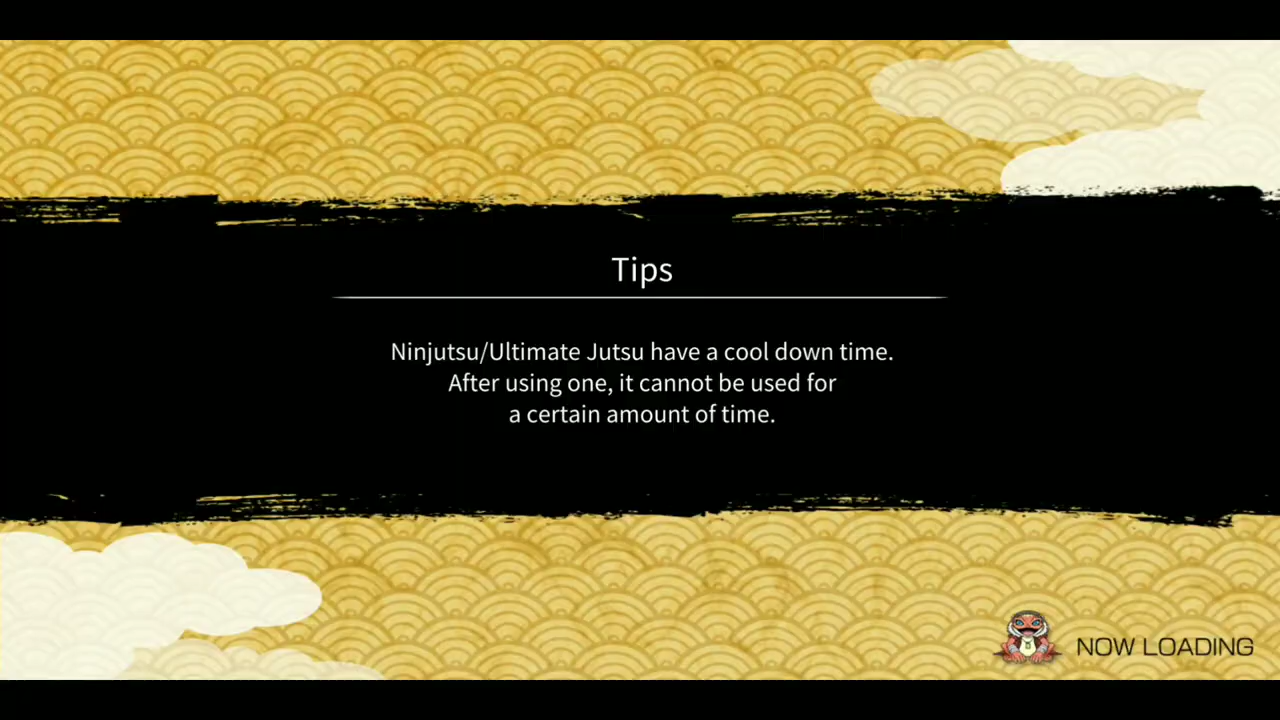 Tips
Ninjutsu/Ultimate Jutsu have a cool down time.
After using one, it cannot be used for
a certain amount of time.
NOW LOADING